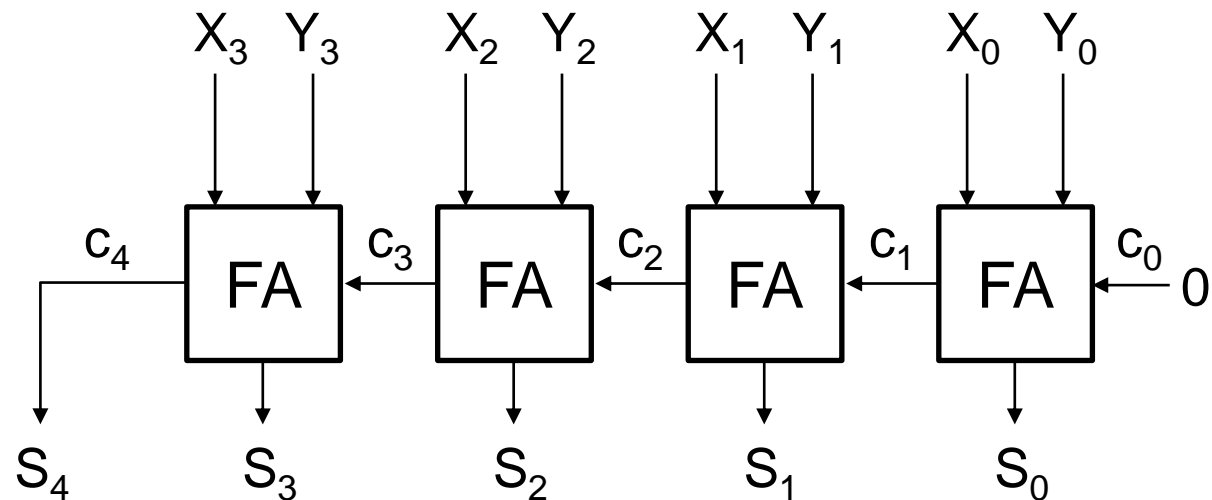 X₃ Y₃ X₂ Y₂ X₁ Y₁ X₀ Y₀
c₄ c₃ c₂ c₁ c₀
FA FA FA FA 0
S₄ S₃ S₂ S₁ S₀